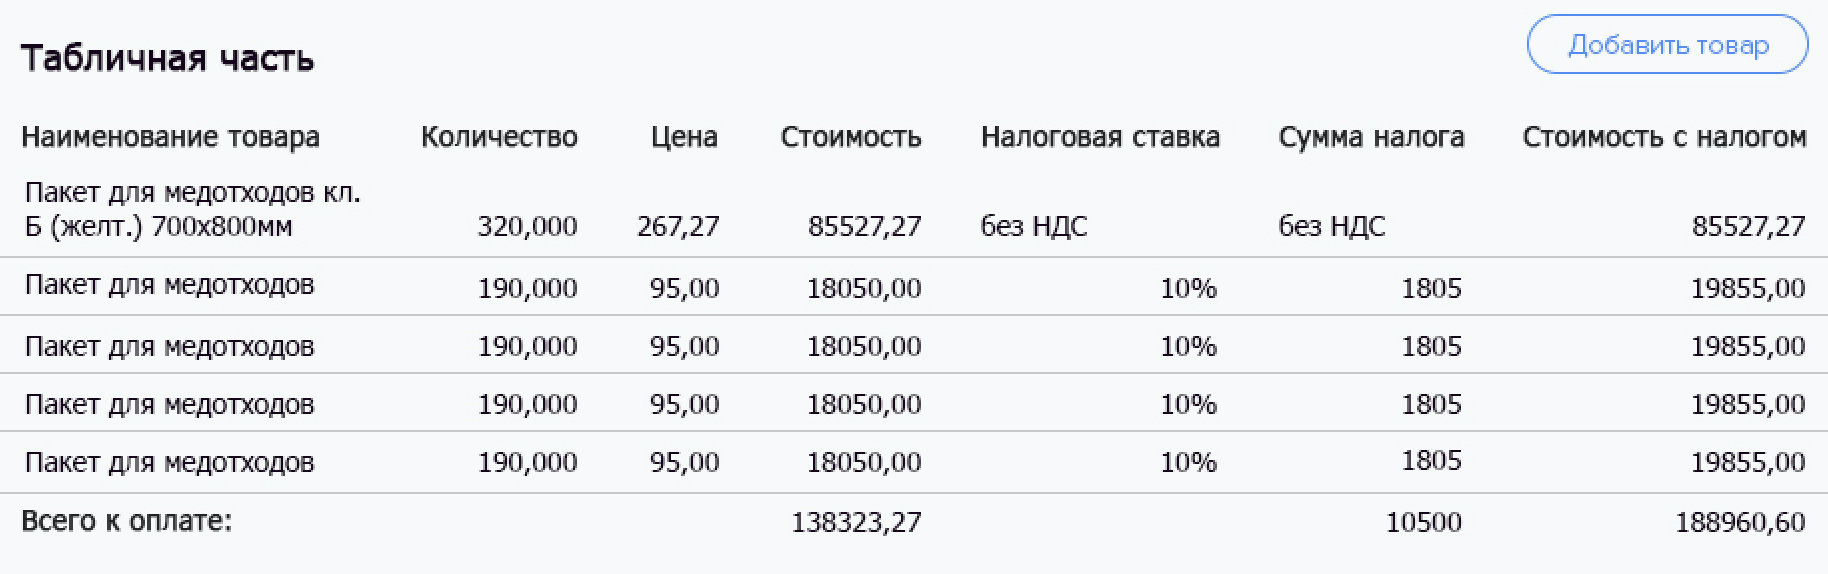 Табличная часть
Добавить товар
Наименование товара Количество Цена Стоимость Налоговая ставка Сумма налога Стоимость с налогом
Пакет для медотходов кл.
Б (желт.) 700х800мм 320,000 267,27 85527,27 без НДС без НДС 85527,27
Пакет для медотходов 190,000 95,00 18050,00 10% 1805 19855,00
Пакет для медотходов 190,000 95,00 18050,00 10% 1805 19855,00
Пакет для медотходов 190,000 95,00 18050,00 10% 1805 19855,00
Пакет для медотходов 190,000 95,00 18050,00 10% 1805 19855,00
Всего к оплате: 138323,27 10500 188960,60